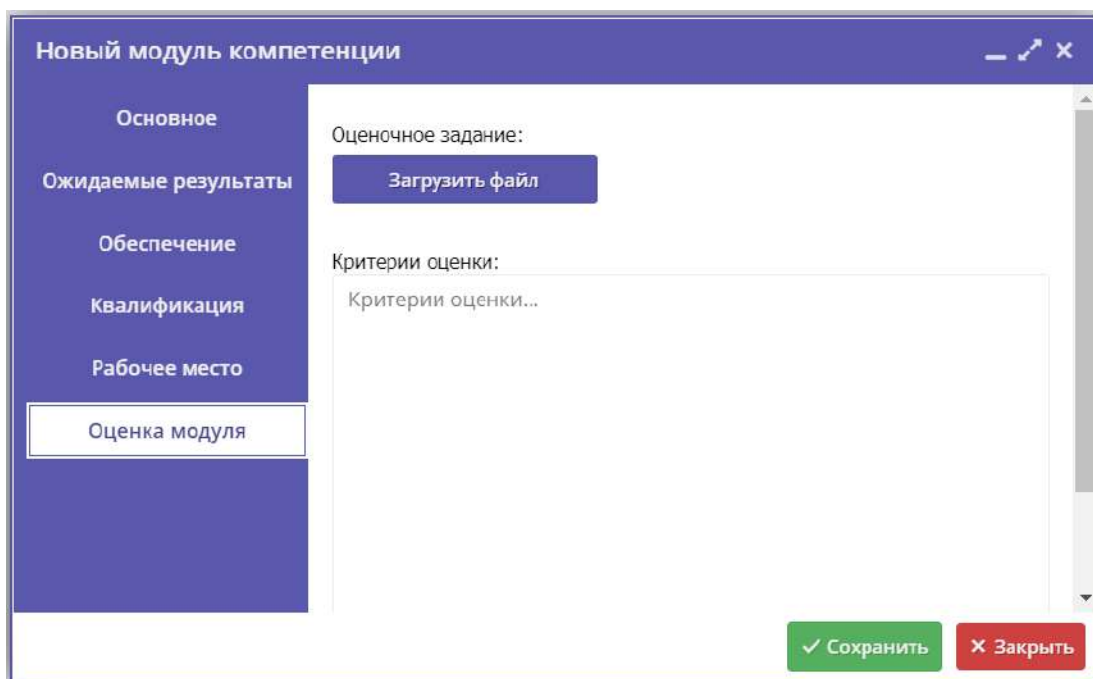 Новый модуль компетенции
Основное
Ожидаемые результаты
Обеспечение
Квалификация
Рабочее место
Оценка модуля
Оценочное задание:
Загрузить файл
Критерии оценки:
Критерии оценки...
Сохранить
Закрыть